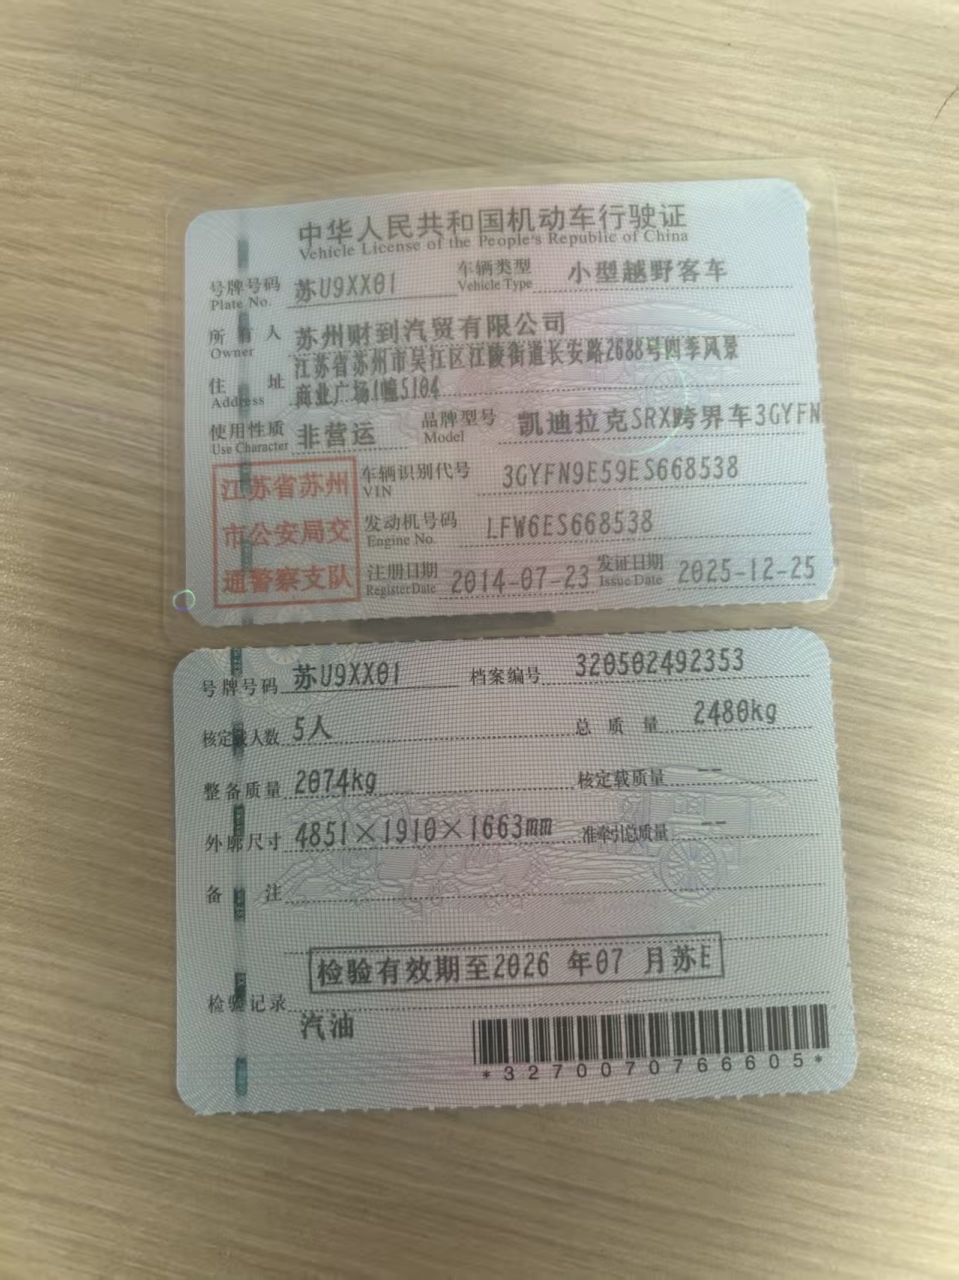 中华人民共和国机动车行驶证
Vehicle License of the People's Republic of China
号牌号码 苏U9XX01 车辆类型 小型越野客车
Plate No. Vehicle Type
所有人 苏州财到汽贸有限公司
Owner
江苏省苏州市吴江区江陵街道长安路2688号四季风景
住址 商业广场1幢S104
Address
使用性质 非营运 品牌型号 凯迪拉克SRX跨界车3GYFN
Use Character Model
江苏省苏州 车辆识别代号 3GYFN9E59ES668538
VIN
市公安局交 发动机号码 LFW6ES668538
Engine No.
通警察支队 注册日期 2014-07-23 发证日期 2025-12-25
Register Date Issue Date
号牌号码 苏U9XX01 档案编号 320502492353
核定载人数 5人 总质量 2480kg
整备质量 2074kg 核定载质量 --
外廓尺寸 4851×1910×1663mm 准牵引总质量 --
备注
检验有效期至2026 年07 月苏E
检验记录
汽油
*3270070766605*